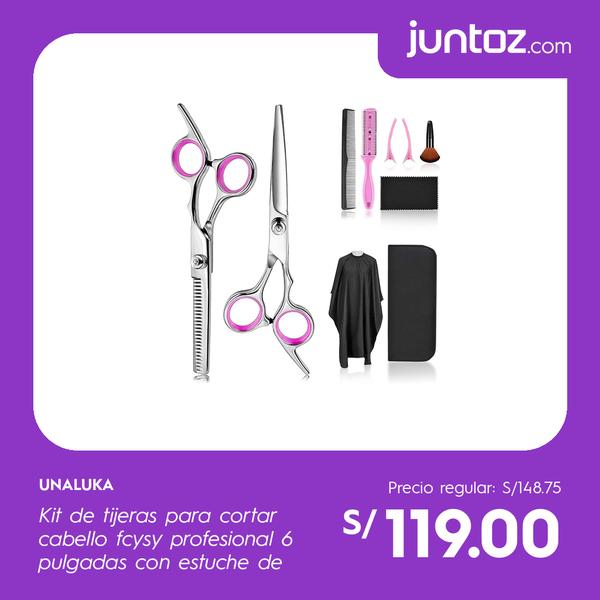 juntoz.com
UNALUKA
Kit de tijeras para cortar
cabello fcysy profesional 6
pulgadas con estuche de
Precio regular: S/148.75
S/119.00